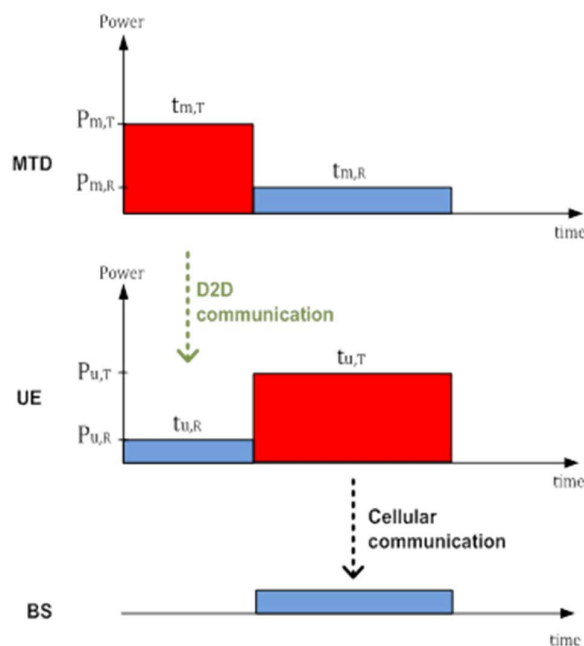 Power
tm,T
Pm,T
tm,R
MTD
Pm,R
time
Power
D2D
communication
tu,T
Pu,T
UE
tu,R
Pu,R
time
Cellular
communication
BS
time